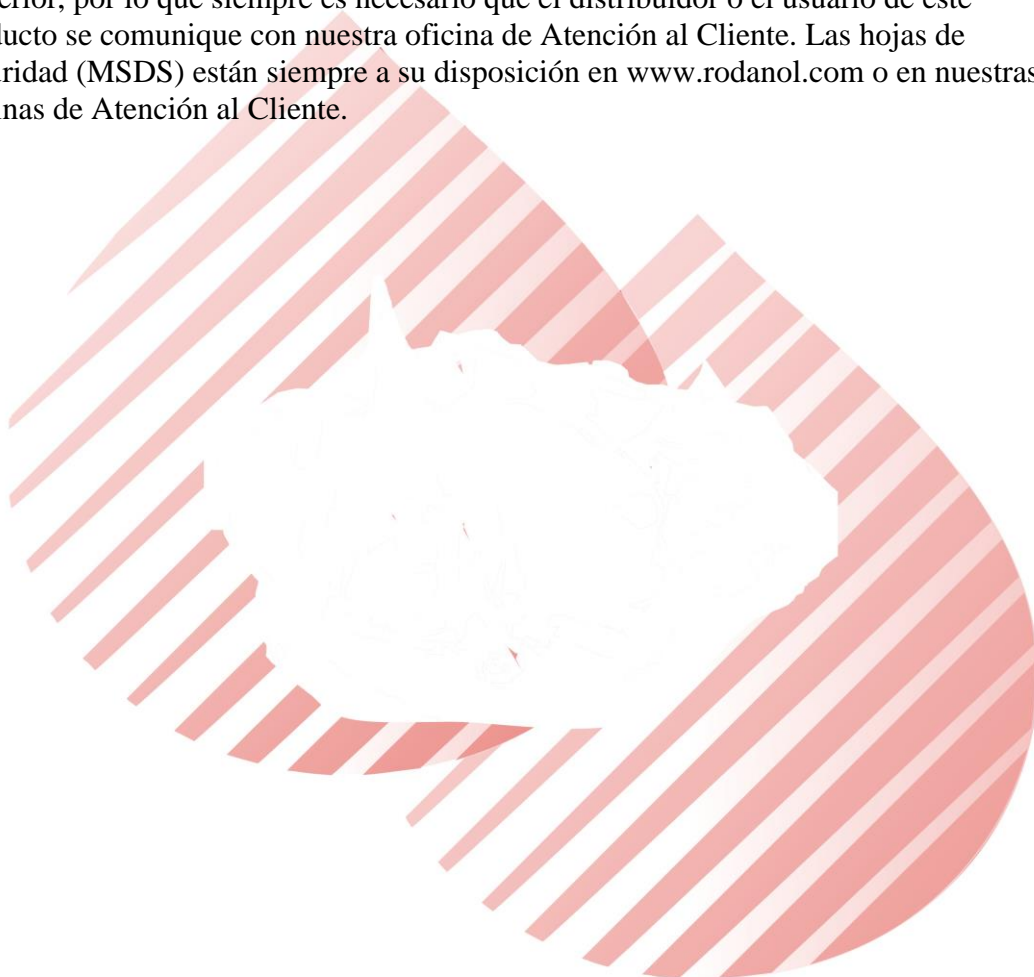 erior, por lo que siempre es necesario que el distribuidor o el usuario de este
ducto se comunique con nuestra oficina de Atención al Cliente. Las hojas de
uridad (MSDS) están siempre a su disposición en www.rodanol.com o en nuestras
inas de Atención al Cliente.